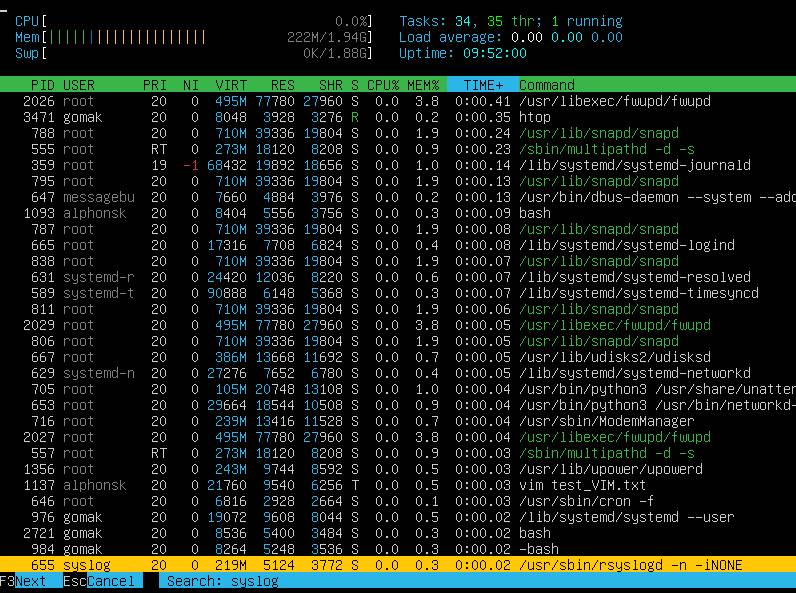 CPU[ 0.0%] Tasks: 34, 35 thr; 1 running
Mem[|||||||||||||||||||| 222M/1.94G] Load average: 0.00 0.00 0.00
Swp[ 0K/1.88G] Uptime: 09:52:00
PID USER PRI NI VIRT RES SHR S CPU% MEM% TIME+ Command
2026 root 20 0 495M 77780 27960 S 0.0 3.8 0:00.41 /usr/libexec/fwupd/fwupd
3471 gomak 20 0 8048 3928 3276 R 0.0 0.2 0:00.35 htop
788 root 20 0 710M 39336 19804 S 0.0 1.9 0:00.24 /usr/lib/snapd/snapd
555 root RT 0 273M 18120 8208 S 0.0 0.9 0:00.23 /sbin/multipathd -d -s
359 root 19 -1 68432 19892 18656 S 0.0 1.0 0:00.14 /lib/systemd/systemd-journald
795 root 20 0 710M 39336 19804 S 0.0 1.9 0:00.13 /usr/lib/snapd/snapd
647 messagebu 20 0 7660 4884 3976 S 0.0 0.2 0:00.13 /usr/bin/dbus-daemon --system --add
1093 alphonsk 20 0 8404 5556 3756 S 0.0 0.3 0:00.09 bash
787 root 20 0 710M 39336 19804 S 0.0 1.9 0:00.08 /usr/lib/snapd/snapd
665 root 20 0 17316 7708 6824 S 0.0 0.4 0:00.08 /lib/systemd/systemd-logind
838 root 20 0 710M 39336 19804 S 0.0 1.9 0:00.07 /usr/lib/snapd/snapd
631 systemd-r 20 0 24420 12036 8220 S 0.0 0.6 0:00.07 /lib/systemd/systemd-resolved
589 systemd-t 20 0 90888 6148 5368 S 0.0 0.3 0:00.07 /lib/systemd/systemd-timesyncd
811 root 20 0 710M 39336 19804 S 0.0 1.9 0:00.06 /usr/lib/snapd/snapd
2029 root 20 0 495M 77780 27960 S 0.0 3.8 0:00.05 /usr/libexec/fwupd/fwupd
806 root 20 0 710M 39336 19804 S 0.0 1.9 0:00.05 /usr/lib/snapd/snapd
667 root 20 0 386M 13668 11692 S 0.0 0.7 0:00.05 /usr/lib/udisks2/udisksd
629 systemd-n 20 0 27276 7652 6780 S 0.0 0.4 0:00.05 /lib/systemd/systemd-networkd
705 root 20 0 105M 20748 13108 S 0.0 1.0 0:00.04 /usr/bin/python3 /usr/share/unatten
653 root 20 0 29664 18544 10508 S 0.0 0.9 0:00.04 /usr/bin/python3 /usr/bin/networkd-
716 root 20 0 239M 13416 11528 S 0.0 0.7 0:00.04 /usr/sbin/ModemManager
2027 root 20 0 495M 77780 27960 S 0.0 3.8 0:00.04 /usr/libexec/fwupd/fwupd
557 root RT 0 273M 18120 8208 S 0.0 0.9 0:00.03 /sbin/multipathd -d -s
1356 root 20 0 243M 9744 8592 S 0.0 0.5 0:00.03 /usr/lib/upower/upowerd
1137 alphonsk 20 0 21760 9540 6256 T 0.0 0.5 0:00.03 vim test_VIM.txt
646 root 20 0 6816 2928 2664 S 0.0 0.1 0:00.03 /usr/sbin/cron -f
976 gomak 20 0 19072 9608 8044 S 0.0 0.5 0:00.02 /lib/systemd/systemd --user
2721 gomak 20 0 8536 5400 3484 S 0.0 0.3 0:00.02 bash
984 gomak 20 0 8264 5248 3536 S 0.0 0.3 0:00.02 -bash
655 syslog 20 0 219M 5124 3772 S 0.0 0.3 0:00.02 /usr/sbin/rsyslogd -n -iNONE
F3Next EscCancel Search: syslog